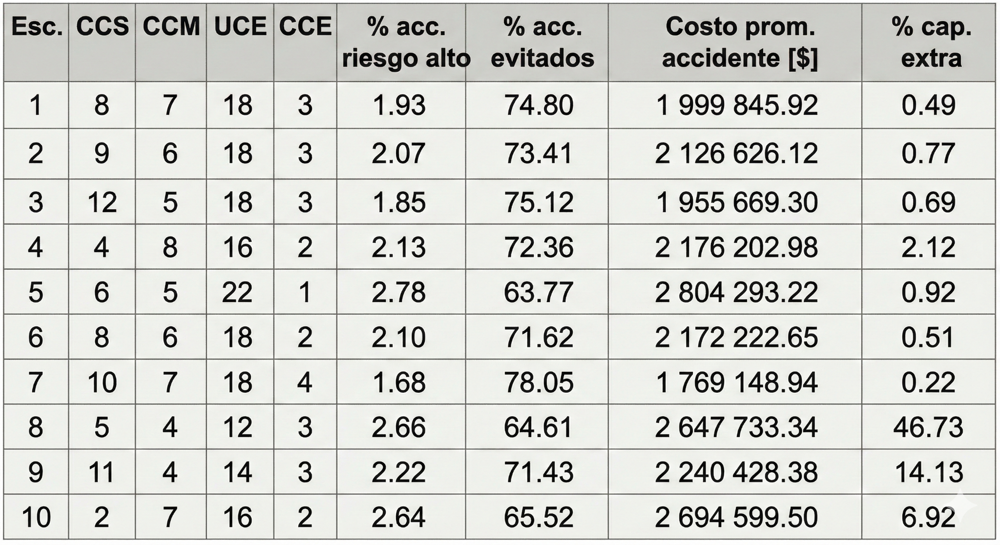 Esc. CCS CCM UCE CCE % acc. riesgo alto % acc. evitados Costo prom. accidente [$] % cap. extra
1 8 7 18 3 1.93 74.80 1 999 845.92 0.49
2 9 6 18 3 2.07 73.41 2 126 626.12 0.77
3 12 5 18 3 1.85 75.12 1 955 669.30 0.69
4 4 8 16 2 2.13 72.36 2 176 202.98 2.12
5 6 5 22 1 2.78 63.77 2 804 293.22 0.92
6 8 6 18 2 2.10 71.62 2 172 222.65 0.51
7 10 7 18 4 1.68 78.05 1 769 148.94 0.22
8 5 4 12 3 2.66 64.61 2 647 733.34 46.73
9 11 4 14 3 2.22 71.43 2 240 428.38 14.13
10 2 7 16 2 2.64 65.52 2 694 599.50 6.92